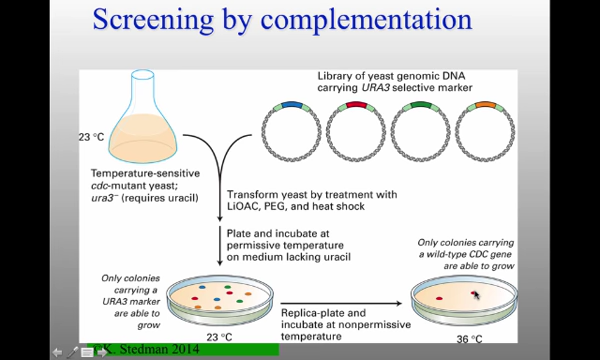 Screening by complementation
Library of yeast genomic DNA
carrying URA3 selective marker
23 °C
Temperature-sensitive
cdc-mutant yeast;
ura3⁻ (requires uracil)
Transform yeast by treatment with
LiOAC, PEG, and heat shock
Plate and incubate at
permissive temperature
on medium lacking uracil
Only colonies
carrying a
URA3 marker
are able to
grow
Only colonies carrying
a wild-type CDC gene
are able to grow
Replica-plate and
incubate at nonpermissive
temperature
23 °C
36 °C
K. Stedman 2014